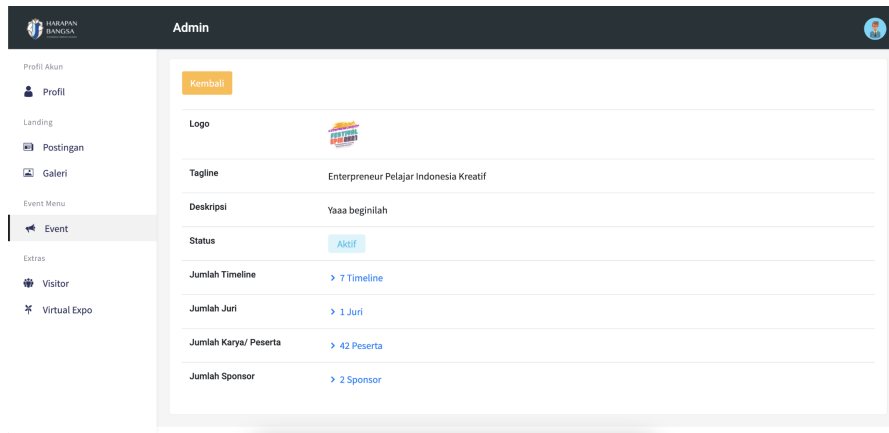 HARAPAN
BANGSA
Admin
Profil Akun
Profil
Landing
Postingan
Galeri
Event Menu
Event
Extras
Visitor
Virtual Expo
Kembali
Logo
FESTIVAL
Tagline Enterpreneur Pelajar Indonesia Kreatif
Deskripsi Yaaa beginilah
Status Aktif
Jumlah Timeline > 7 Timeline
Jumlah Juri > 1 Juri
Jumlah Karya/ Peserta > 42 Peserta
Jumlah Sponsor > 2 Sponsor